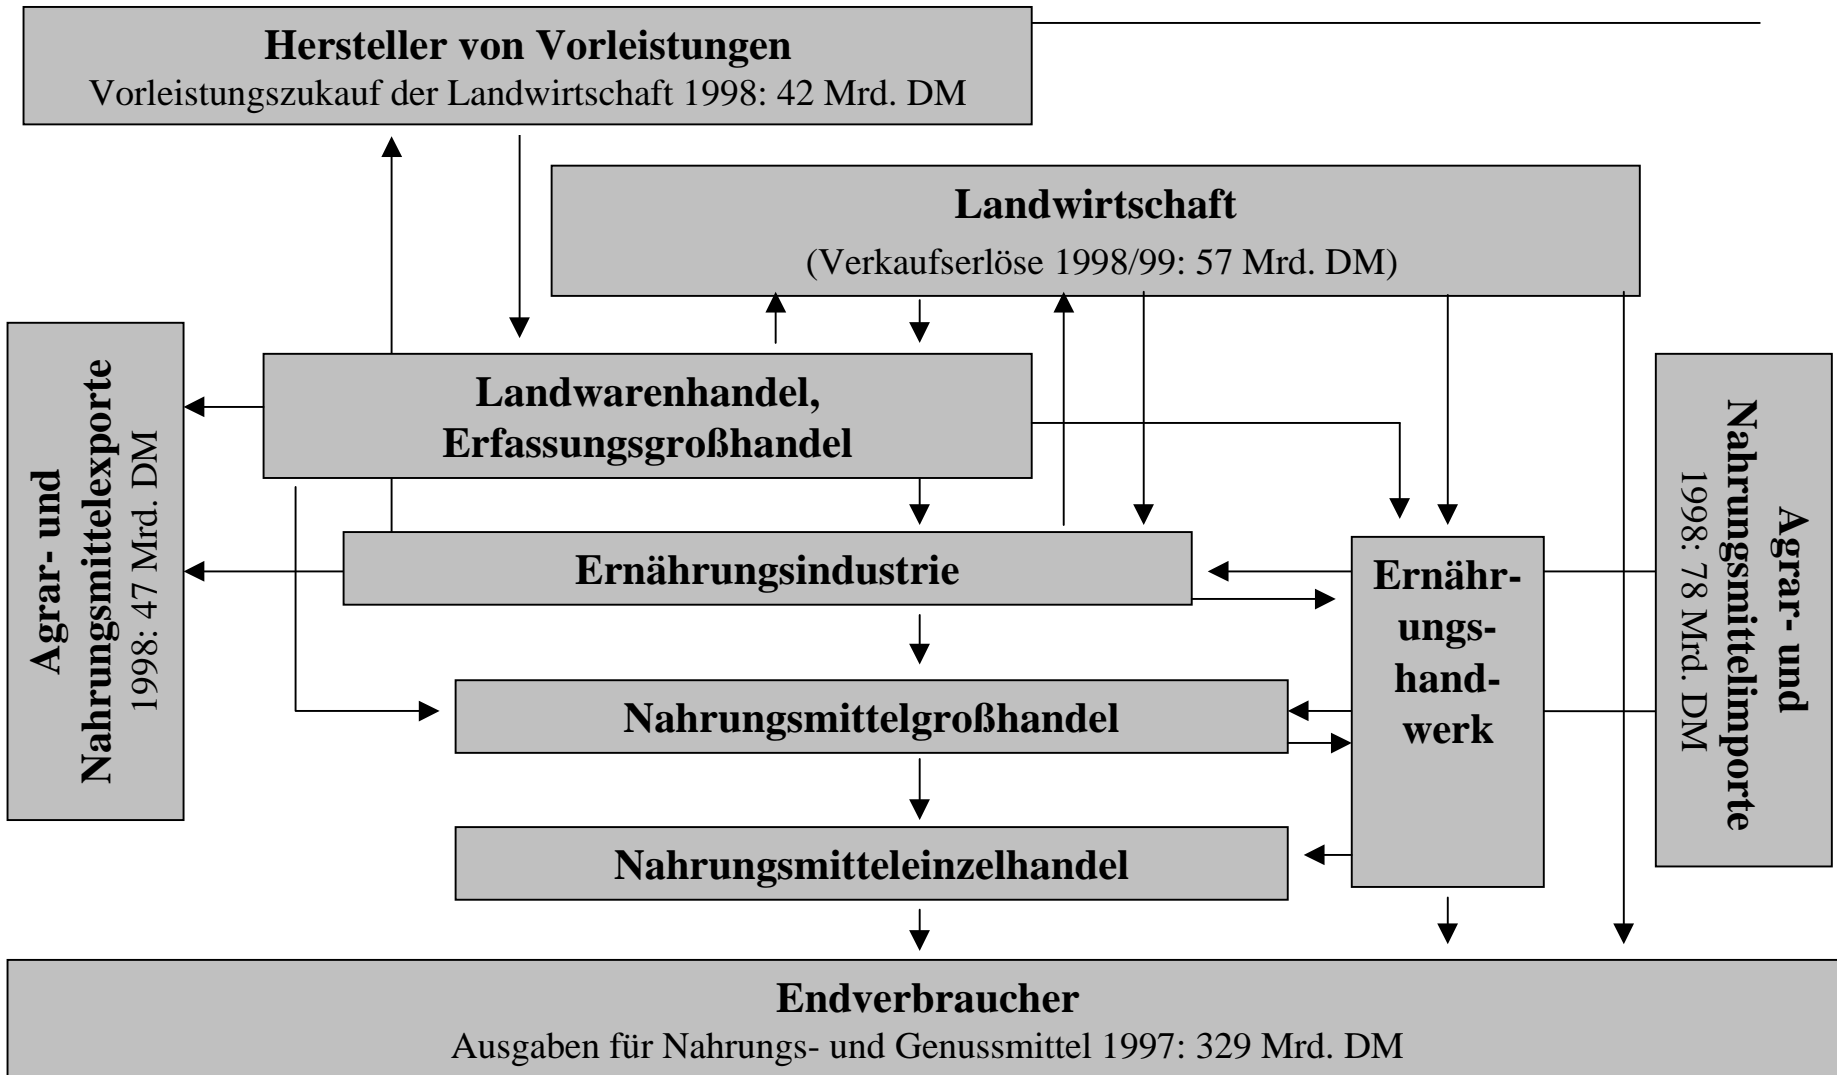 Hersteller von Vorleistungen
Vorleistungszukauf der Landwirtschaft 1998: 42 Mrd. DM
Landwirtschaft
(Verkaufserlöse 1998/99: 57 Mrd. DM)
Agrar- und
Nahrungsmittelexporte
1998: 47 Mrd. DM
Landwarenhandel,
Erfassungsgroßhandel
Ernährungsindustrie
Ernähr-
ungs-
hand-
werk
Agrar- und
Nahrungsmittelimporte
1998: 78 Mrd. DM
Nahrungsmittelgroßhandel
Nahrungsmitteleinzelhandel
Endverbraucher
Ausgaben für Nahrungs- und Genussmittel 1997: 329 Mrd. DM